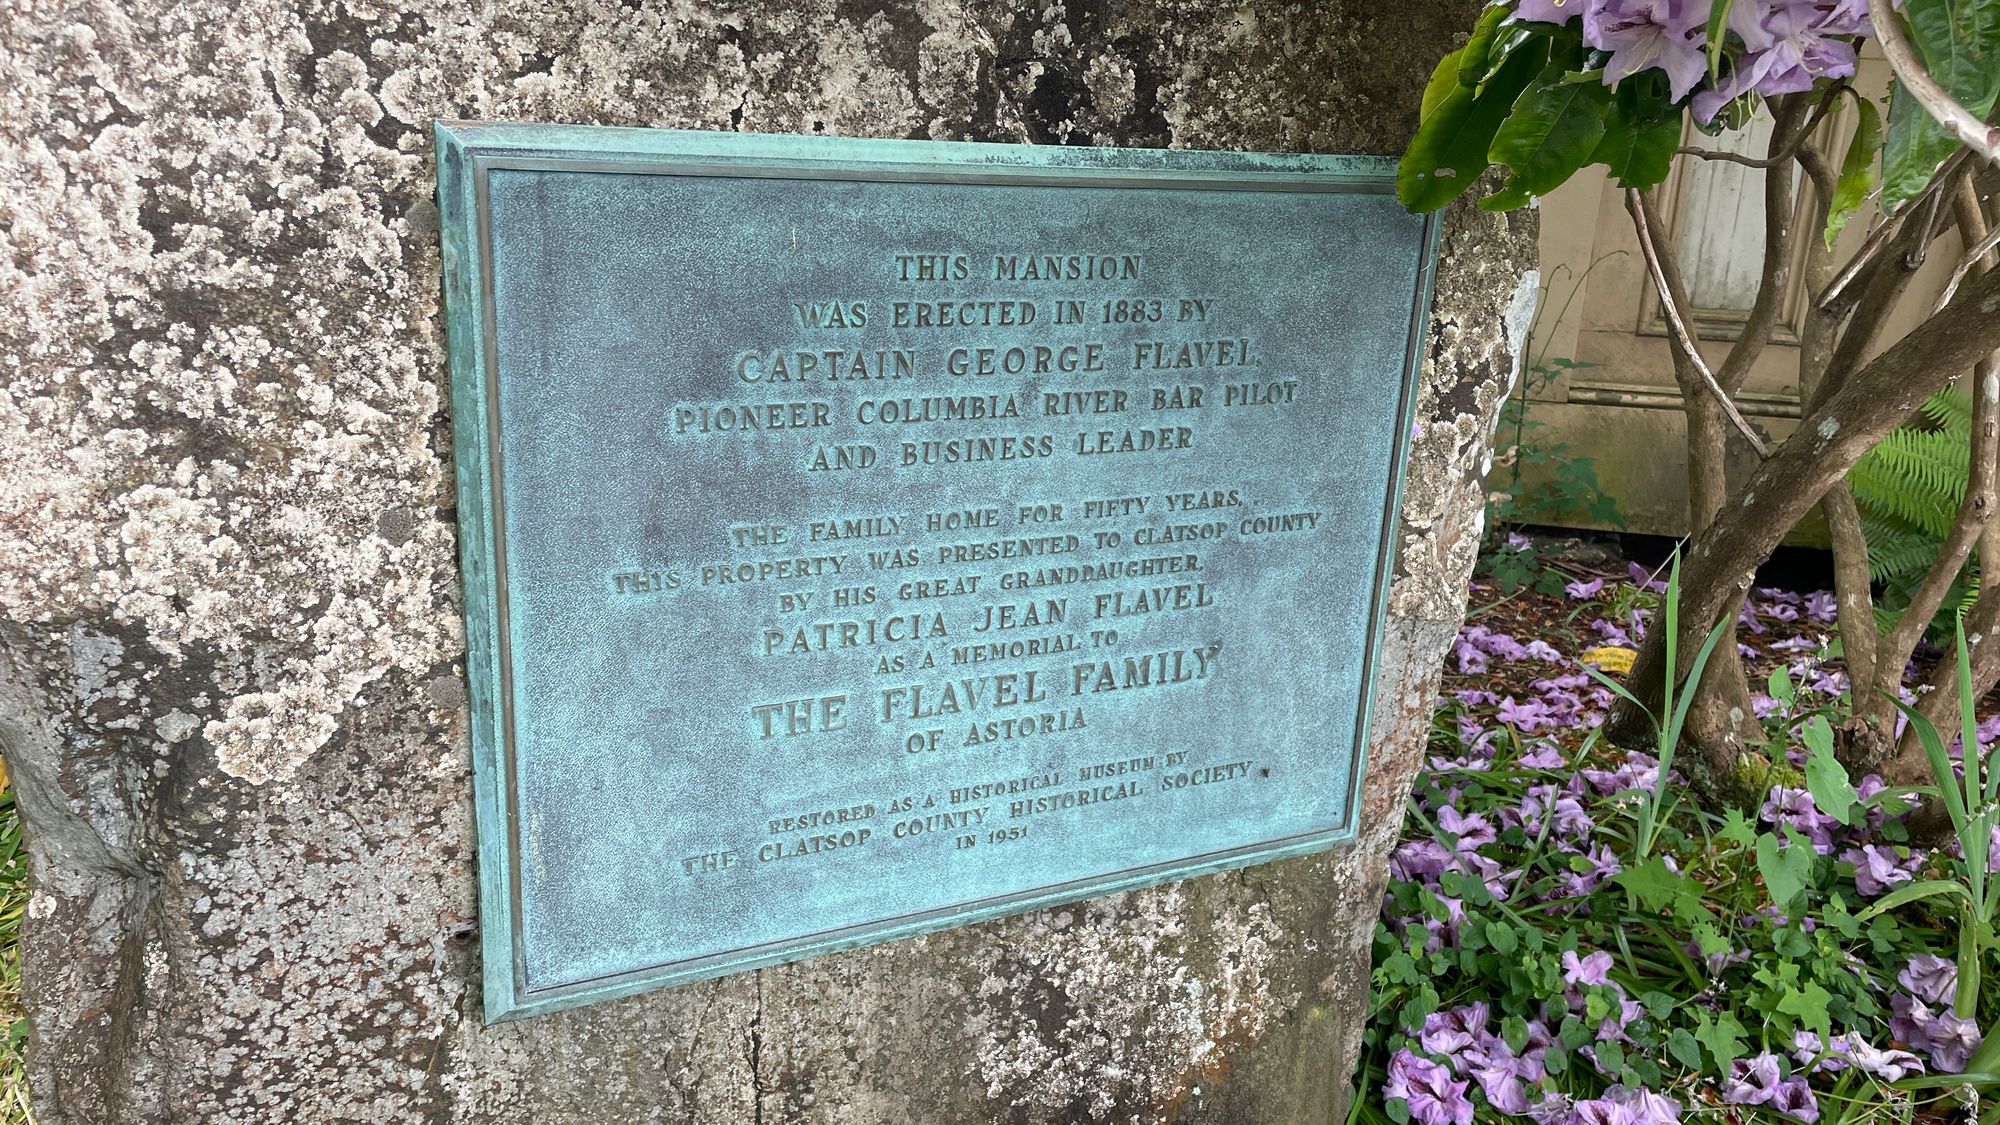 THIS MANSION
WAS ERECTED IN 1883 BY
CAPTAIN GEORGE FLAVEL,
PIONEER COLUMBIA RIVER BAR PILOT
AND BUSINESS LEADER
THE FAMILY HOME FOR FIFTY YEARS,
THIS PROPERTY WAS PRESENTED TO CLATSOP COUNTY
BY HIS GREAT GRANDDAUGHTER,
PATRICIA JEAN FLAVEL
AS A MEMORIAL TO
THE FLAVEL FAMILY
OF ASTORIA
RESTORED AS A HISTORICAL MUSEUM BY
THE CLATSOP COUNTY HISTORICAL SOCIETY
IN 1951